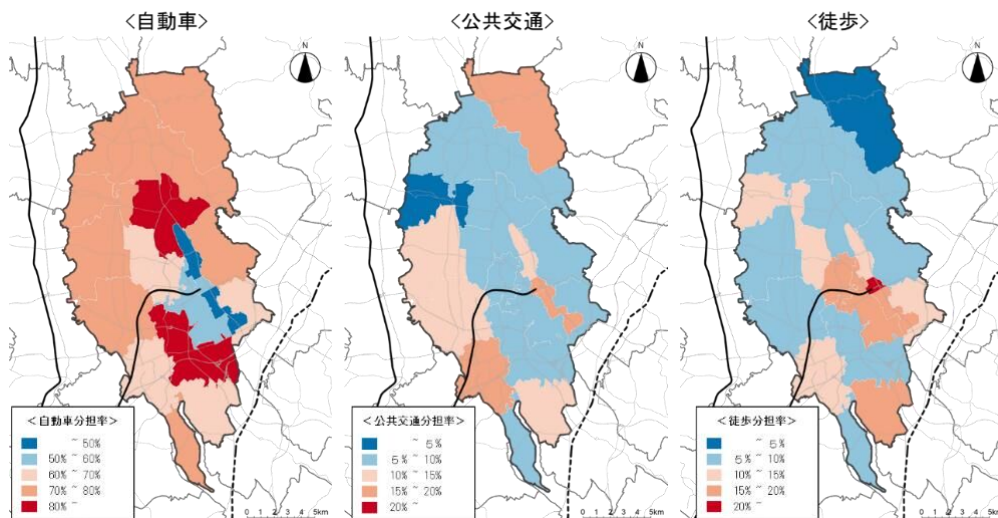 <自動車>
<公共交通>
<徒歩>
N
N
N
<自動車分担率>
~ 50%
50% ~ 60%
60% ~ 70%
70% ~ 80%
80% ~
0 1 2 3 4 5km
<公共交通分担率>
~ 5%
5% ~ 10%
10% ~ 15%
15% ~ 20%
20% ~
0 1 2 3 4 5km
<徒歩分担率>
~ 5%
5% ~ 10%
10% ~ 15%
15% ~ 20%
20% ~
0 1 2 3 4 5km